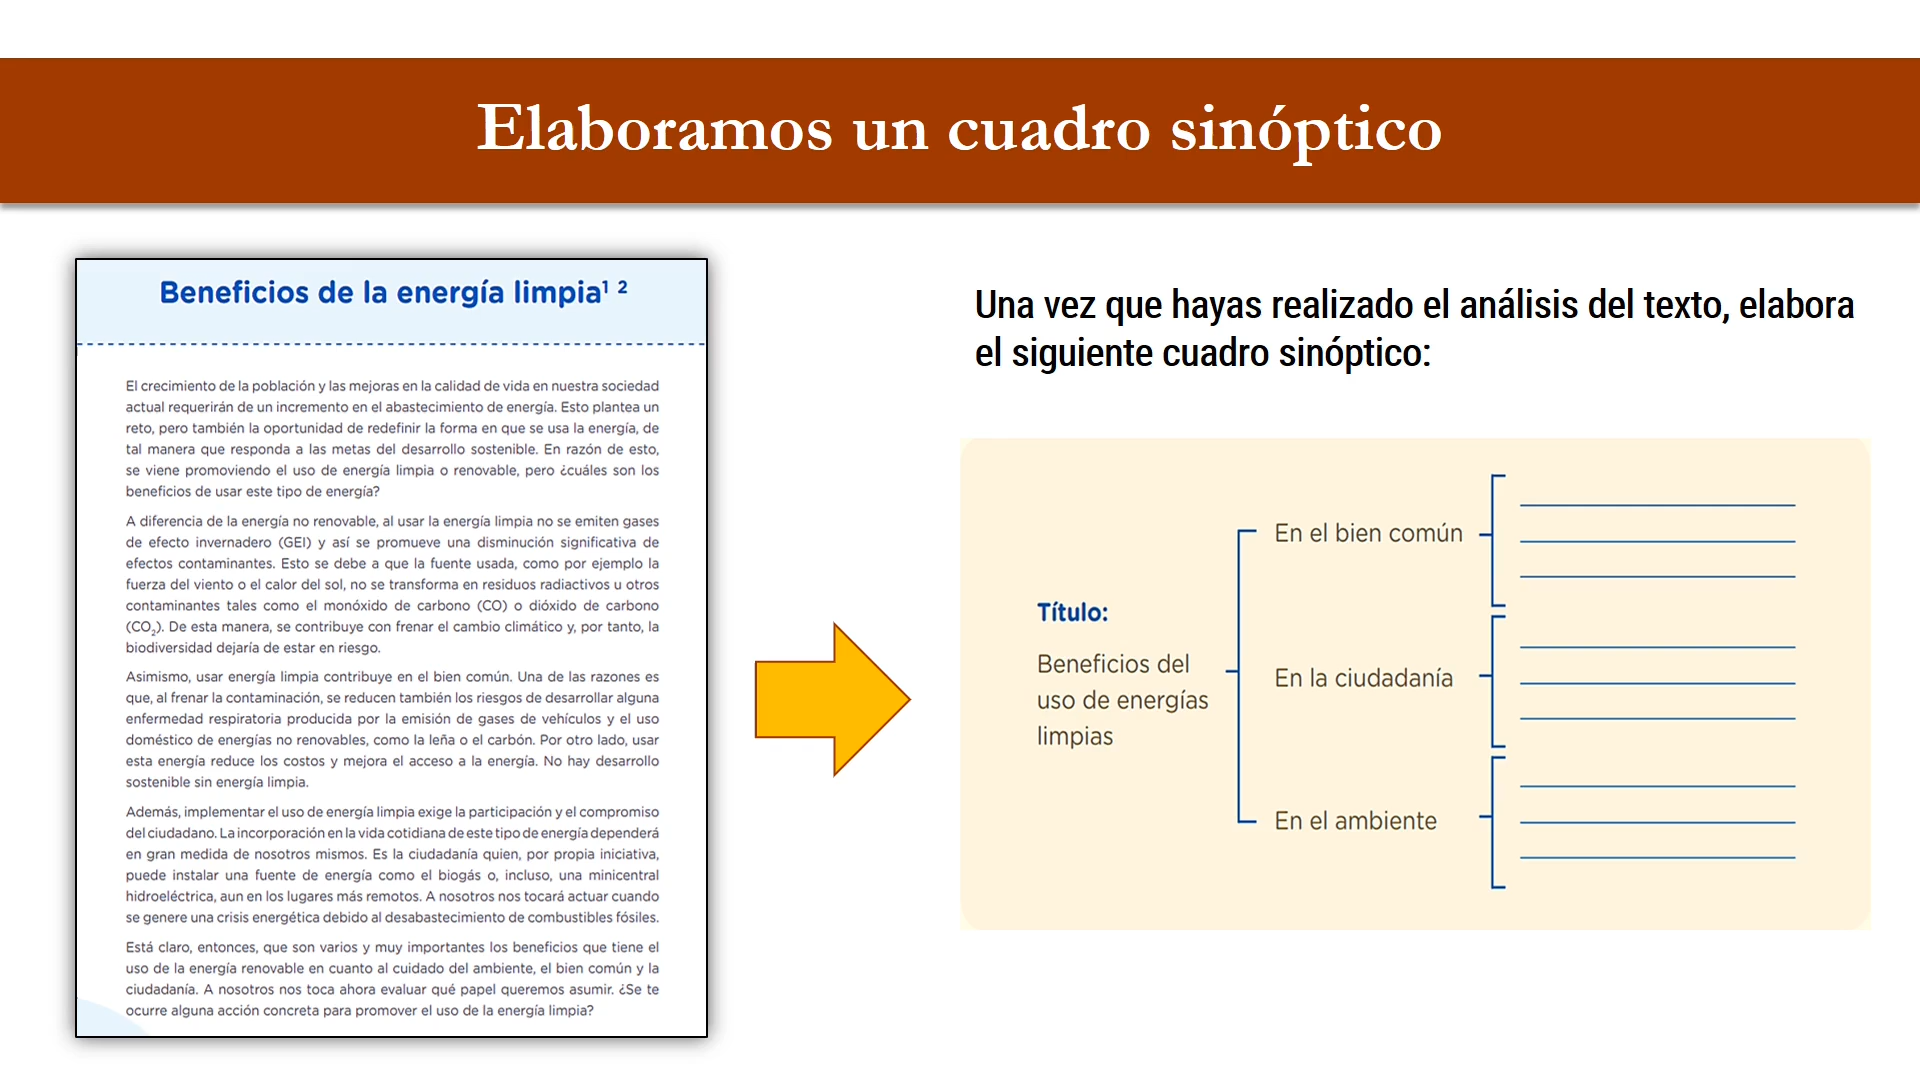 Elaboramos un cuadro sinóptico
Beneficios de la energía limpia¹ ²
El crecimiento de la población y las mejoras en la calidad de vida en nuestra sociedad
actual requerirán de un incremento en el abastecimiento de energía. Esto plantea un
reto, pero también la oportunidad de redefinir la forma en que se usa la energía, de
tal manera que responda a las metas del desarrollo sostenible. En razón de esto,
se viene promoviendo el uso de energía limpia o renovable, pero ¿cuáles son los
beneficios de usar este tipo de energía?
A diferencia de la energía no renovable, al usar la energía limpia no se emiten gases
de efecto invernadero (GEI) y así se promueve una disminución significativa de
efectos contaminantes. Esto se debe a que la fuente usada, como por ejemplo la
fuerza del viento o el calor del sol, no se transforma en residuos radiactivos u otros
contaminantes tales como el monóxido de carbono (CO) o dióxido de carbono
(CO₂). De esta manera, se contribuye con frenar el cambio climático y, por tanto, la
biodiversidad dejaría de estar en riesgo.
Asimismo, usar energía limpia contribuye en el bien común. Una de las razones es
que, al frenar la contaminación, se reducen también los riesgos de desarrollar alguna
enfermedad respiratoria producida por la emisión de gases de vehículos y el uso
doméstico de energías no renovables, como la leña o el carbón. Por otro lado, usar
esta energía reduce los costos y mejora el acceso a la energía. No hay desarrollo
sostenible sin energía limpia.
Además, implementar el uso de energía limpia exige la participación y el compromiso
del ciudadano. La incorporación en la vida cotidiana de este tipo de energía dependerá
en gran medida de nosotros mismos. Es la ciudadanía quien, por propia iniciativa,
puede instalar una fuente de energía como el biogás o, incluso, una minicentral
hidroeléctrica, aun en los lugares más remotos. A nosotros nos tocará actuar cuando
se genere una crisis energética debido al desabastecimiento de combustibles fósiles.
Está claro, entonces, que son varios y muy importantes los beneficios que tiene el
uso de la energía renovable en cuanto al cuidado del ambiente, el bien común y la
ciudadanía. A nosotros nos toca ahora evaluar qué papel queremos asumir. ¿Se te
ocurre alguna acción concreta para promover el uso de la energía limpia?
Una vez que hayas realizado el análisis del texto, elabora
el siguiente cuadro sinóptico:
Título:
Beneficios del
uso de energías
limpias
En el bien común
En la ciudadanía
En el ambiente